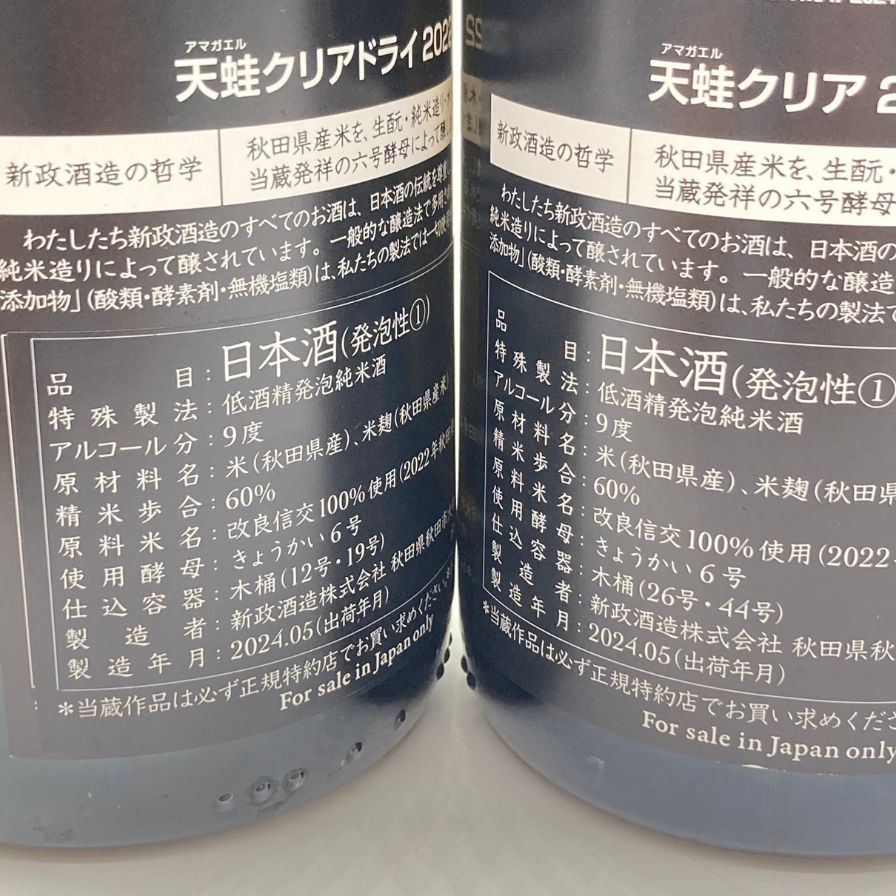 アマガエル
天蛙クリアドライ 202
新政酒造の哲学
秋田県産米を、生酛・純米造り・木
当蔵発祥の六号酵母によって醸し
わたしたち新政酒造のすべてのお酒は、日本酒の伝統を尊重し
純米造りによって醸されています。一般的な醸造法で多用
添加物」(酸類・酵素剤・無機塩類)は、私たちの製法では一切使
品目:日本酒(発泡性①)
特殊製法:低酒精発泡純米酒
アルコール分:9度
原材料名:米(秋田県産)、米麹(秋田県産米)
精米歩合:60%
原料米名:改良信交100%使用(2022年秋田
使用酵母:きょうかい6号
仕込容器:木桶(12号・19号)
製造者:新政酒造株式会社 秋田県秋田市
製造年月:2024.05(出荷年月)
*当蔵作品は必ず正規特約店でお買い求めください。
For sale in Japan only
アマガエル
天蛙クリア 2
新政酒造の哲学
秋田県産米を、生酛・
当蔵発祥の六号酵母
わたしたち新政酒造のすべてのお酒は、日本酒の
純米造りによって醸されています。一般的な醸造
添加物」(酸類・酵素剤・無機塩類)は、私たちの製法で
品目:日本酒(発泡性①)
特殊製法:低酒精発泡純米酒
アルコール分:9度
原材料名:米(秋田県産)、米麹(秋田県
精米歩合:60%
原料米名:改良信交100%使用(2022
使用酵母:きょうかい6号
仕込容器:木桶(26号・44号)
製造者:新政酒造株式会社 秋田県秋
製造年月:2024.05(出荷年月)
*当蔵作品は必ず正規特約店でお買い求めくださ
For sale in Japan only